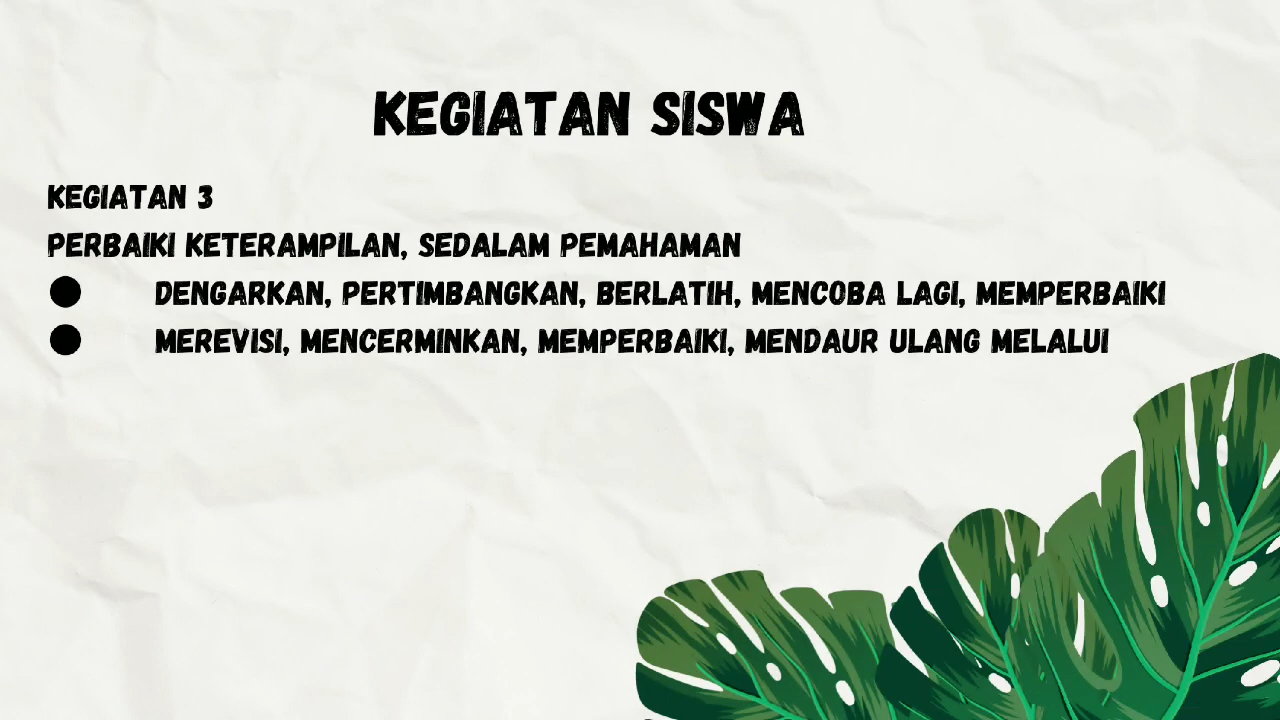 KEGIATAN SISWA
KEGIATAN 3
PERBAIKI KETERAMPILAN, SEDALAM PEMAHAMAN
● DENGARKAN, PERTIMBANGKAN, BERLATIH, MENCOBA LAGI, MEMPERBAIKI
● MEREVISI, MENCERMINKAN, MEMPERBAIKI, MENDAUR ULANG MELALUI